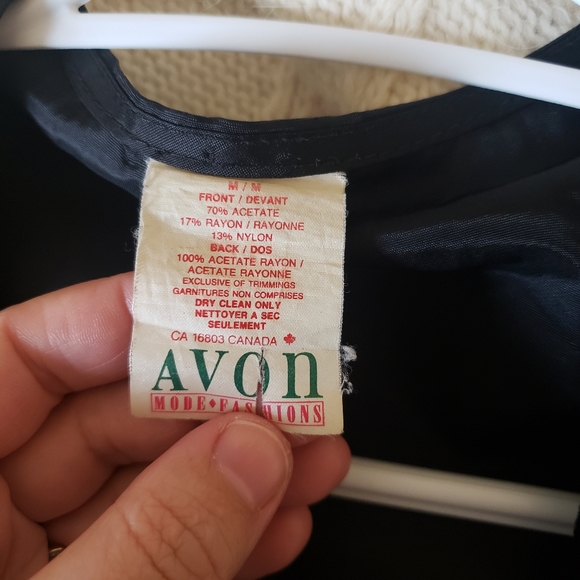 M / M
FRONT / DEVANT
70% ACETATE
17% RAYON / RAYONNE
13% NYLON
BACK / DOS
100% ACETATE RAYON /
ACETATE RAYONNE
EXCLUSIVE OF TRIMMINGS
GARNITURES NON COMPRISES
DRY CLEAN ONLY
NETTOYER A SEC
SEULEMENT
CA 16803 CANADA
AVON
MODE♦FASHIONS